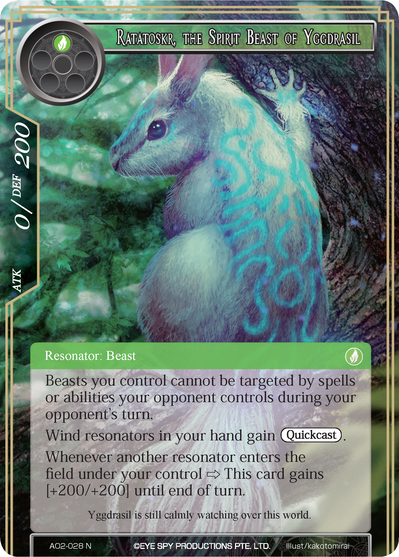 Ratatoskr, the Spirit Beast of Yggdrasil
ATK 0/DEF 200
Resonator: Beast
Beasts you control cannot be targeted by spells
or abilities your opponent controls during your
opponent's turn.
Wind resonators in your hand gain Quickcast.
Whenever another resonator enters the
field under your control ⇨ This card gains
[+200/+200] until end of turn.
Yggdrasil is still calmly watching over this world.
A02-028 N
©EYE SPY PRODUCTIONS PTE. LTD.
Illust/kakotomirai